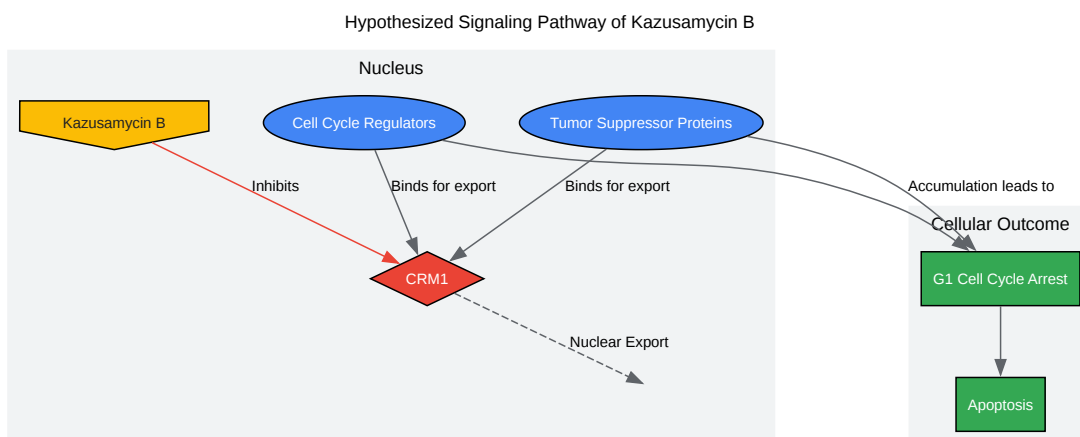 Hypothesized Signaling Pathway of Kazusamycin B
Nucleus
Kazusamycin B
Cell Cycle Regulators
Tumor Suppressor Proteins
Inhibits
Binds for export
Binds for export
Accumulation leads to
Cellular Outcome
CRM1
G1 Cell Cycle Arrest
Nuclear Export
Apoptosis